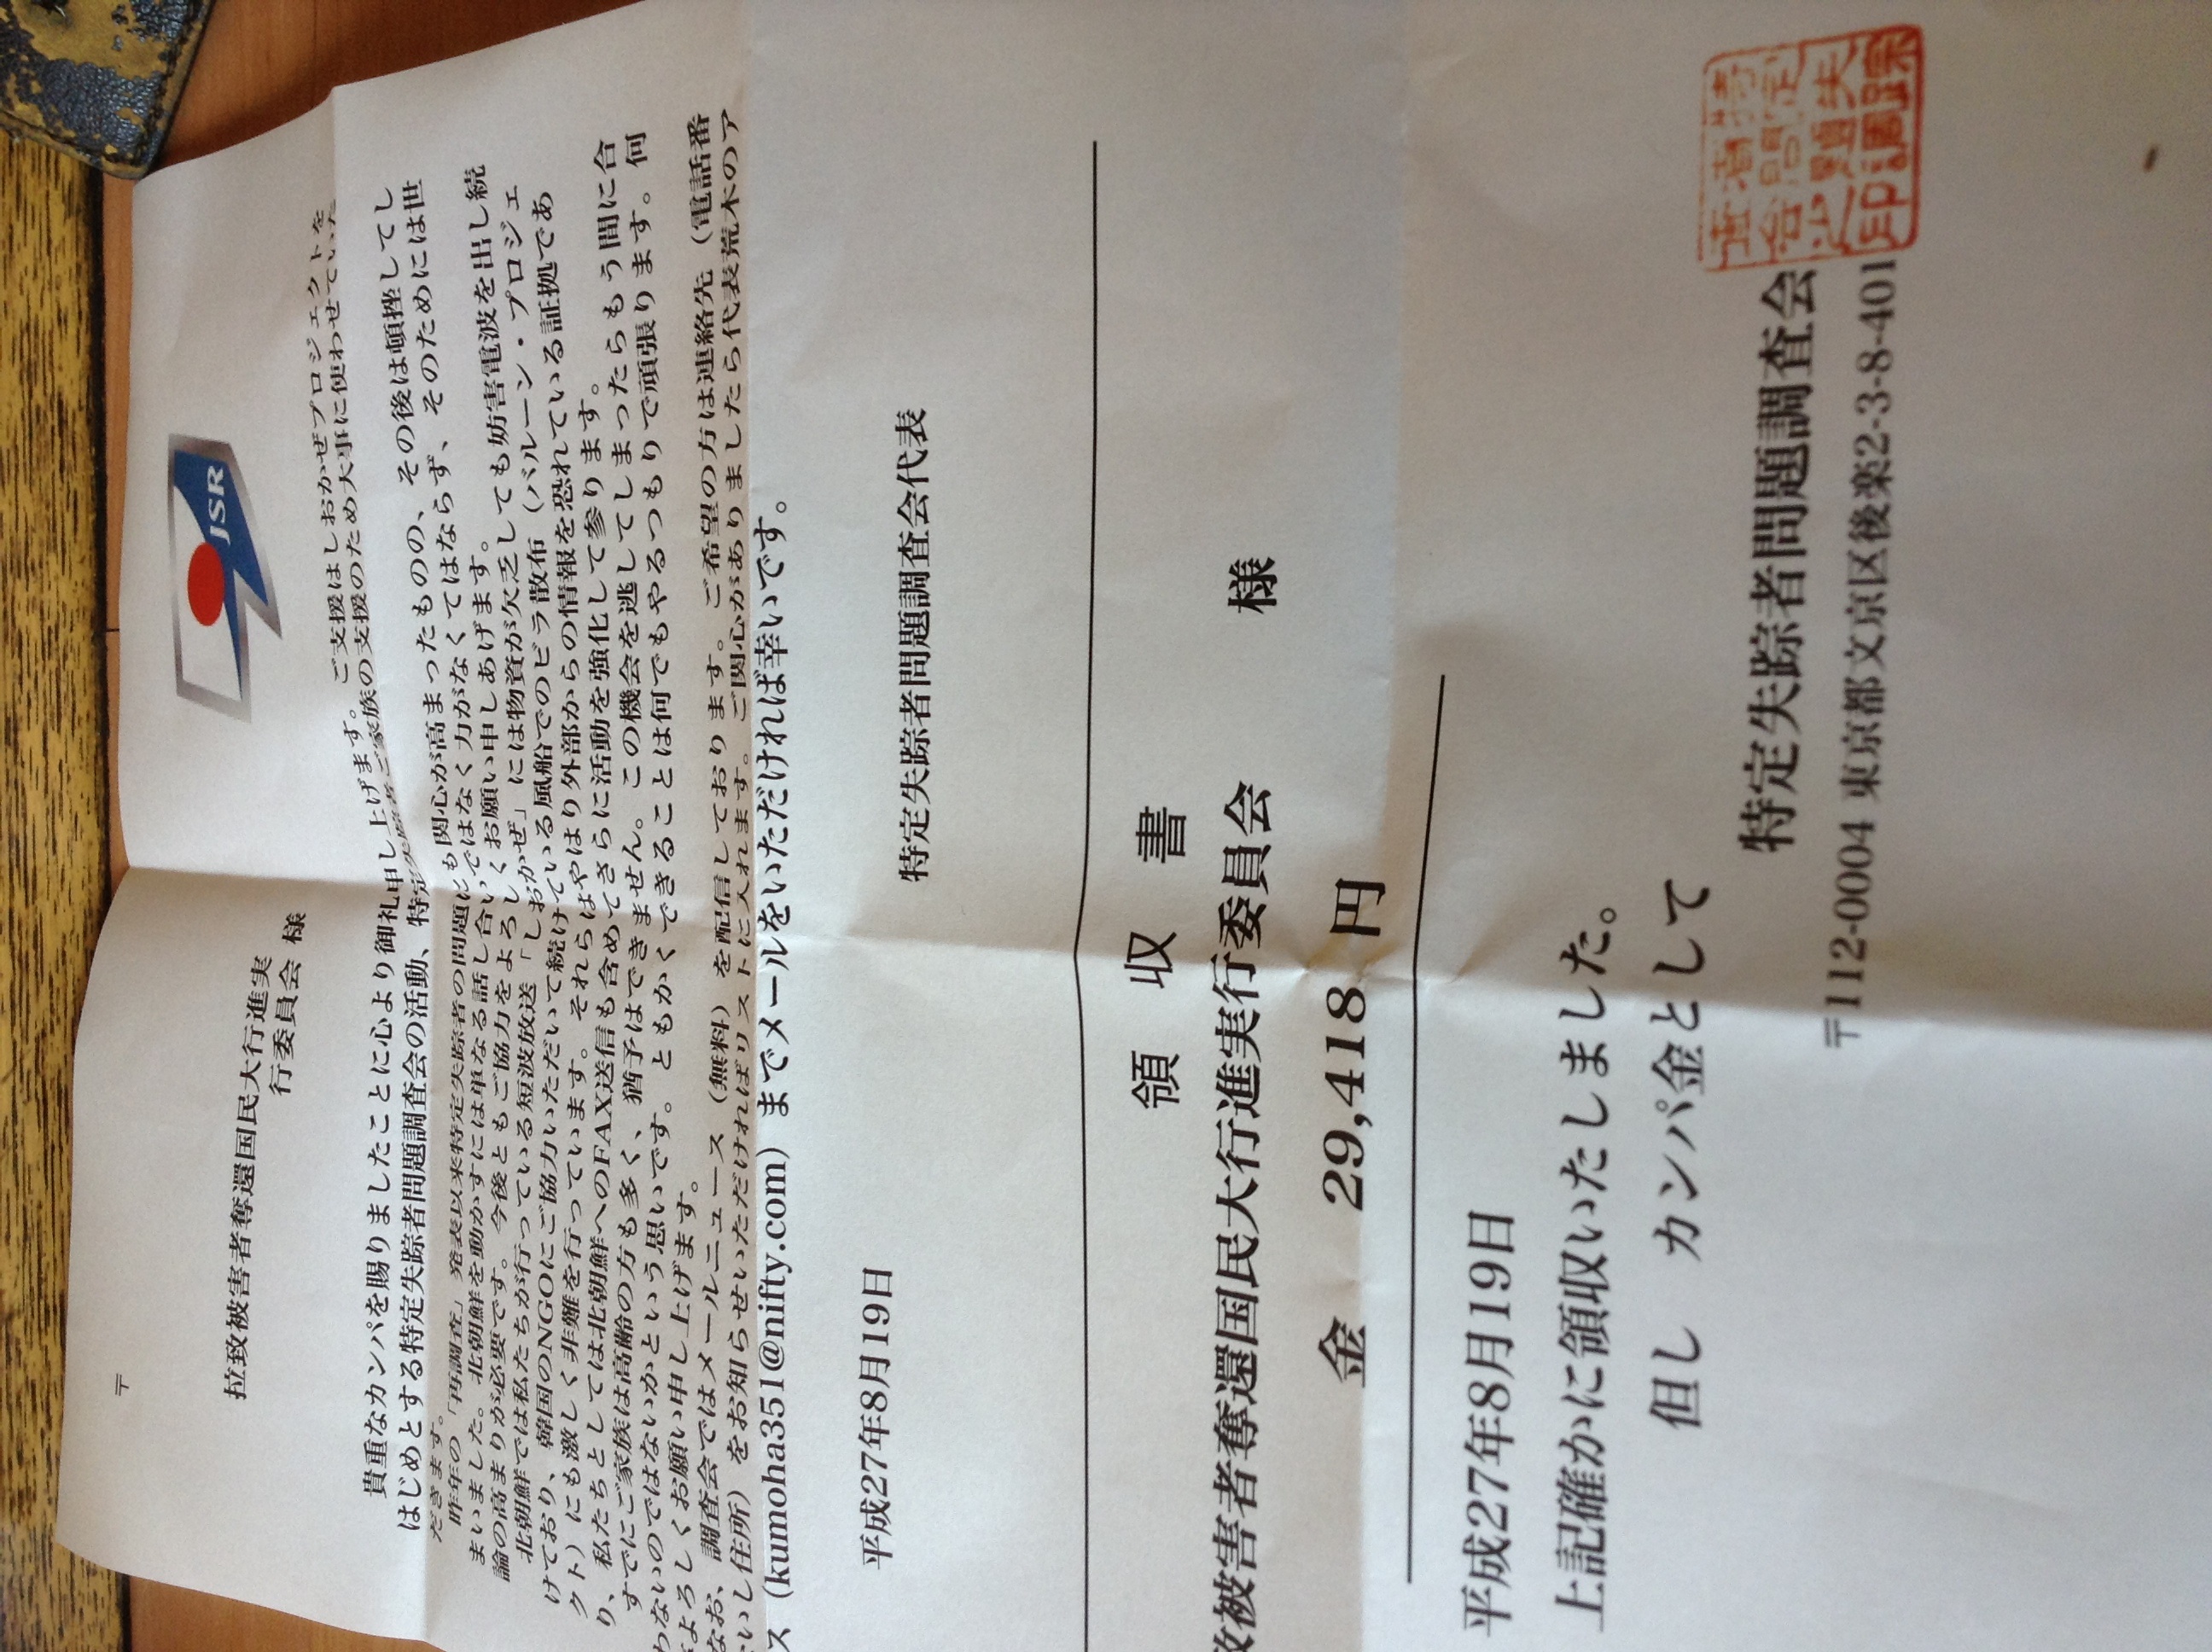 〒
拉致被害者奪還国民大行進実
行委員会 様
JSR
貴重なカンパを賜りましたことに心より御礼申し上げます。 ご支援はしおかぜプロジェクトを
はじめとする特定失踪者問題調査会の活動、特定失踪者ご家族の支援のため大事に使わせていた
だきます。
昨年の「再調査」発表以来特定失踪者の問題にも関心が高まったものの、その後は頓挫してし
まいました。北朝鮮を動かすには単なる話し合いではなく力がなくてはならず、そのためには世
論の高まりが必要です。今後ともご協力をよろしくお願い申しあげます。
北朝鮮では私たちが行っている短波放送「しおかぜ」には物資が欠乏しても妨害電波を出し続
けており、韓国のNGOにご協力いただいて続けている風船でのビラ散布（バルーン・プロジェ
クト）にも激しく非難を行っています。それらはやはり外部からの情報を恐れている証拠であ
り、私たちとしては北朝鮮へのFAX送信も含めてさらに活動を強化して参ります。
すでにご家族は高齢の方も多く、猶予はできません。この機会を逃してしまったらもう間に合
わないのではないかという思いです。ともかくできることは何でもやるつもりで頑張ります。何
よろしくお願い申し上げます。
なお、調査会ではメールニュース（無料）を配信しております。ご希望の方は連絡先（電話番
ないし住所）をお知らせいただければリストに入れます。ご関心がありましたら代表荒木のア
ス（kumoha351@nifty.com）までメールをいただければ幸いです。
平成27年8月19日
特定失踪者問題調査会代表
領 収 書
致被害者奪還国民大行進実行委員会 様
金 29,418 円
平成27年8月19日
上記確かに領収いたしました。
但し カンパ金として
特定失踪者問題調査会
〒112-0004 東京都文京区後楽2-3-8-401